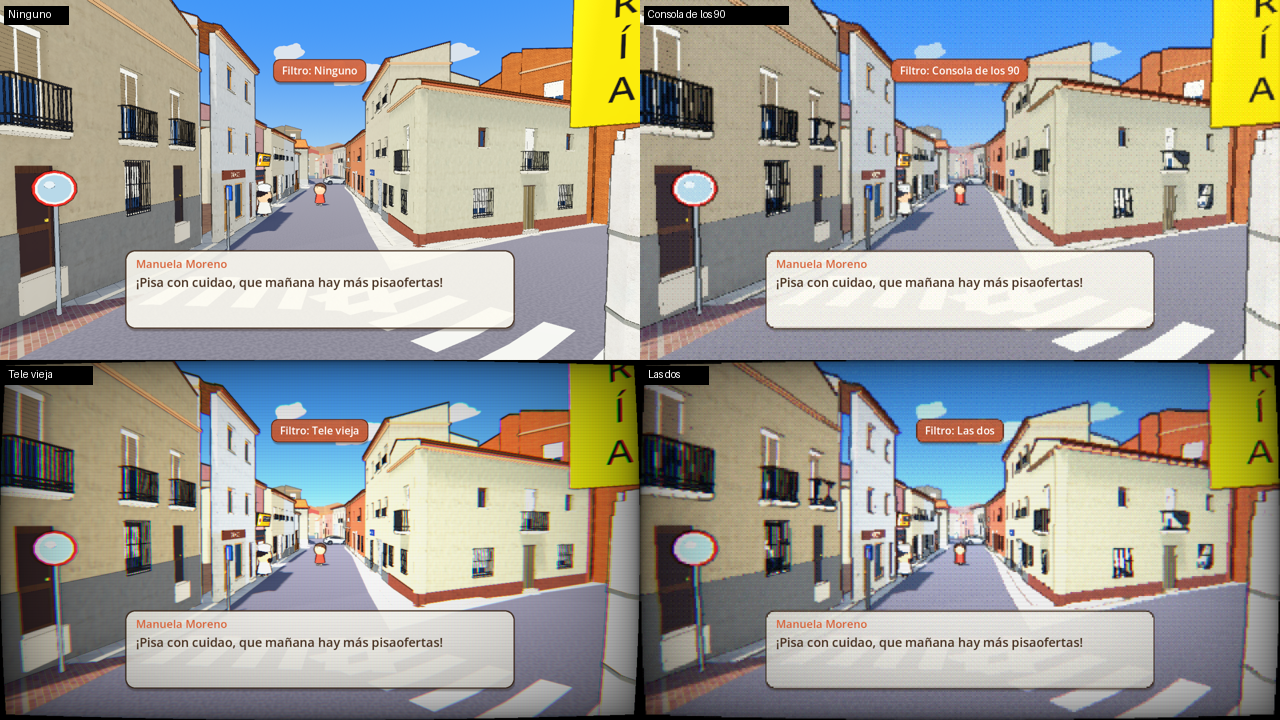 Ninguno
RÍA
Filtro: Ninguno
Manuela Moreno
¡Pisa con cuidao, que mañana hay más pisaofertas!
Consola de los 90
RÍA
Filtro: Consola de los 90
Manuela Moreno
¡Pisa con cuidao, que mañana hay más pisaofertas!
Tele vieja
RÍA
Filtro: Tele vieja
Manuela Moreno
¡Pisa con cuidao, que mañana hay más pisaofertas!
Las dos
RÍA
Filtro: Las dos
Manuela Moreno
¡Pisa con cuidao, que mañana hay más pisaofertas!